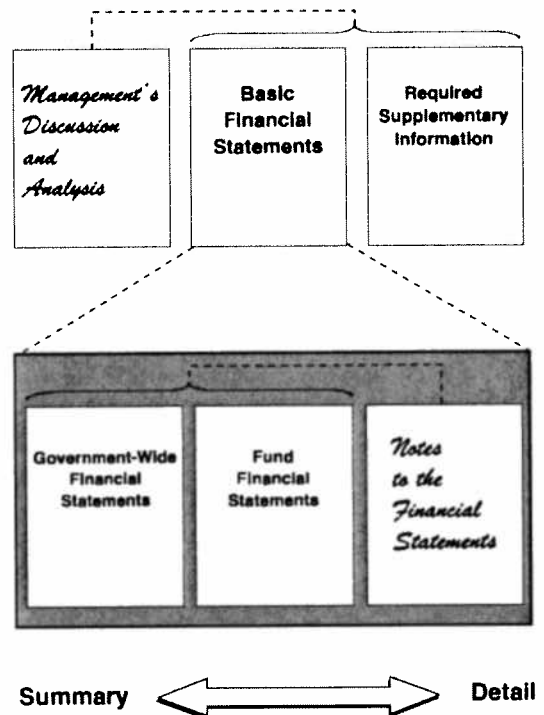 Management's
Discussion
and
Analysis
Basic
Financial
Statements
Required
Supplementary
Information
Government-Wide
Financial
Statements
Fund
Financial
Statements
Notes
to the
Financial
Statements
Summary
Detail